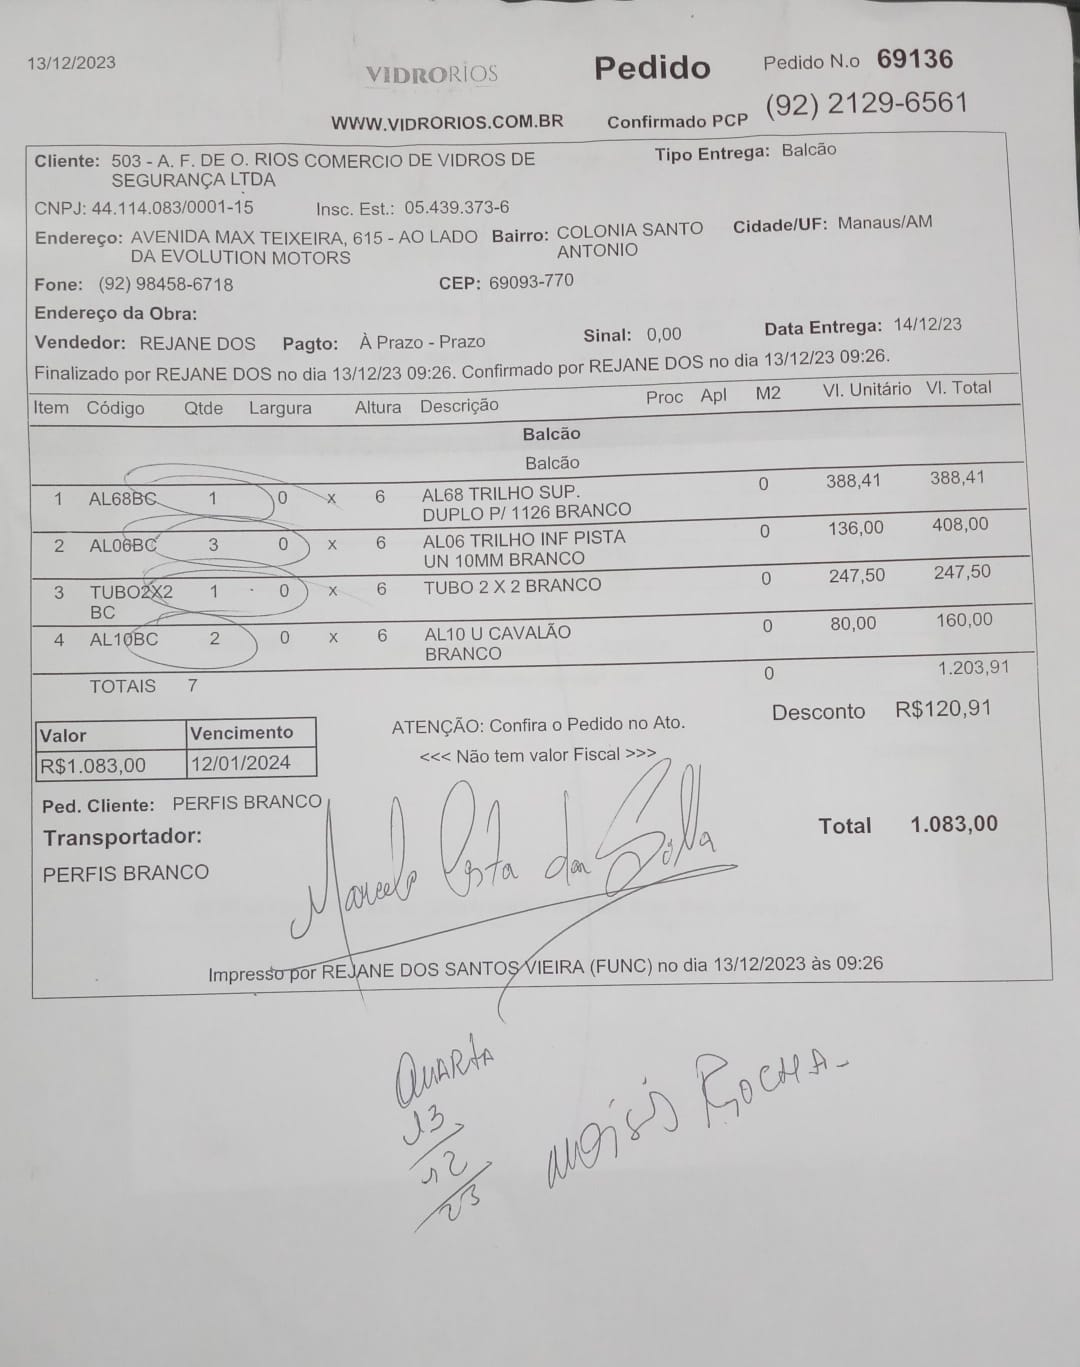 13/12/2023 VIDRORIOS Pedido Pedido N.o 69136
WWW.VIDRORIOS.COM.BR Confirmado PCP (92) 2129-6561
Cliente: 503 - A. F. DE O. RIOS COMERCIO DE VIDROS DE Tipo Entrega: Balcão
SEGURANÇA LTDA
CNPJ: 44.114.083/0001-15 Insc. Est.: 05.439.373-6
Endereço: AVENIDA MAX TEIXEIRA, 615 - AO LADO Bairro: COLONIA SANTO Cidade/UF: Manaus/AM
DA EVOLUTION MOTORS ANTONIO
Fone: (92) 98458-6718 CEP: 69093-770
Endereço da Obra:
Vendedor: REJANE DOS Pagto: À Prazo - Prazo Sinal: 0,00 Data Entrega: 14/12/23
Finalizado por REJANE DOS no dia 13/12/23 09:26. Confirmado por REJANE DOS no dia 13/12/23 09:26.
Item Código Qtde Largura Altura Descrição Proc Apl M2 Vl. Unitário Vl. Total
Balcão
Balcão
1 AL68BC 1 0 x 6 AL68 TRILHO SUP. 0 388,41 388,41
DUPLO P/ 1126 BRANCO
2 AL06BC 3 0 x 6 AL06 TRILHO INF PISTA 0 136,00 408,00
UN 10MM BRANCO
3 TUBO2X2 1 0 x 6 TUBO 2 X 2 BRANCO 0 247,50 247,50
BC
4 AL10BC 2 0 x 6 AL10 U CAVALÃO 0 80,00 160,00
BRANCO
TOTAIS 7 0 1.203,91
Valor Vencimento ATENÇÃO: Confira o Pedido no Ato. Desconto R$120,91
R$1.083,00 12/01/2024 <<< Não tem valor Fiscal >>>
Ped. Cliente: PERFIS BRANCO
Transportador: Total 1.083,00
PERFIS BRANCO
Marcelo Costa da Silva
Impresso por REJANE DOS SANTOS VIEIRA (FUNC) no dia 13/12/2023 às 09:26
QUARTA
13
12
23
MOISÉS ROCHA